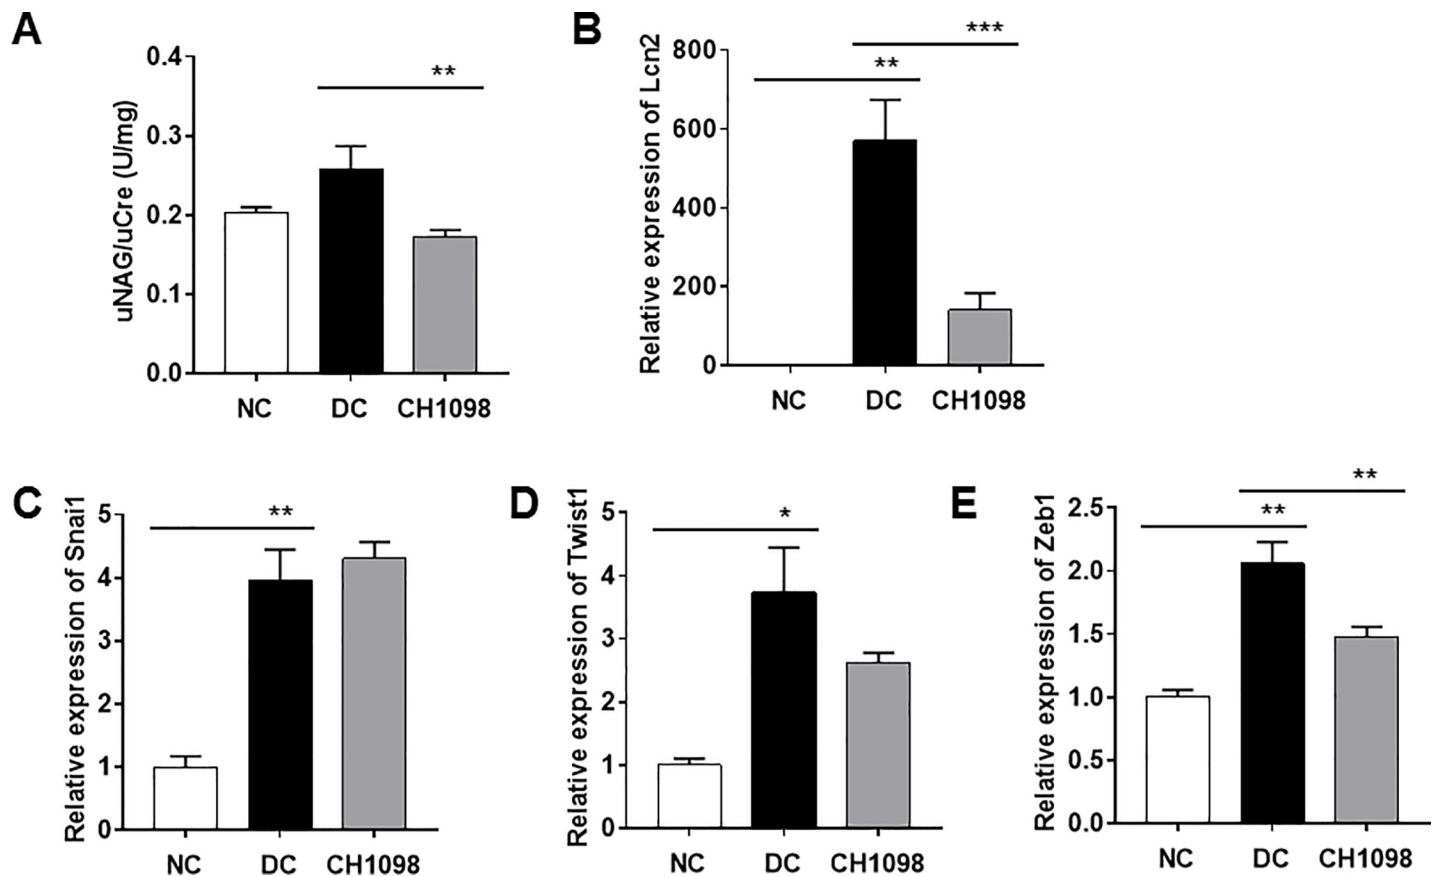 A
uNAG/uCre (U/mg)
0.4
0.3
0.2
0.1
0.0
**
NC DC CH1098
B
Relative expression of Lcn2
800
600
400
200
0
***
**
NC DC CH1098
C
Relative expression of Snai1
5
4
3
2
1
0
**
NC DC CH1098
D
Relative expression of Twist1
5
4
3
2
1
0
*
NC DC CH1098
E
Relative expression of Zeb1
2.5
2.0
1.5
1.0
0.5
0.0
**
**
NC DC CH1098